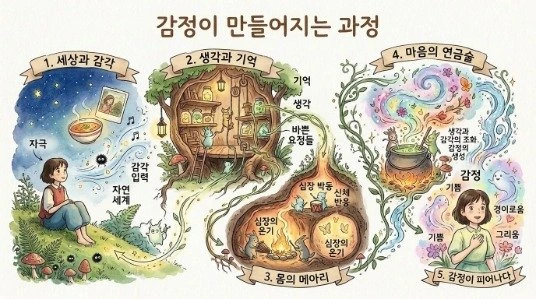 감정이 만들어지는 과정
1. 세상과 감각
자극
감각
입력
자연
세계
2. 생각과 기억
기억
생각
바쁜
요정들
심장 박동
신체
반응
심장의
온기
심장의
온기
3. 몸의 메아리
4. 마음의 연금술
생각과
감각의 조화
감정의
생성
감정
기쁨
경이로움
기쁨
그리움
5. 감정이 피어나다